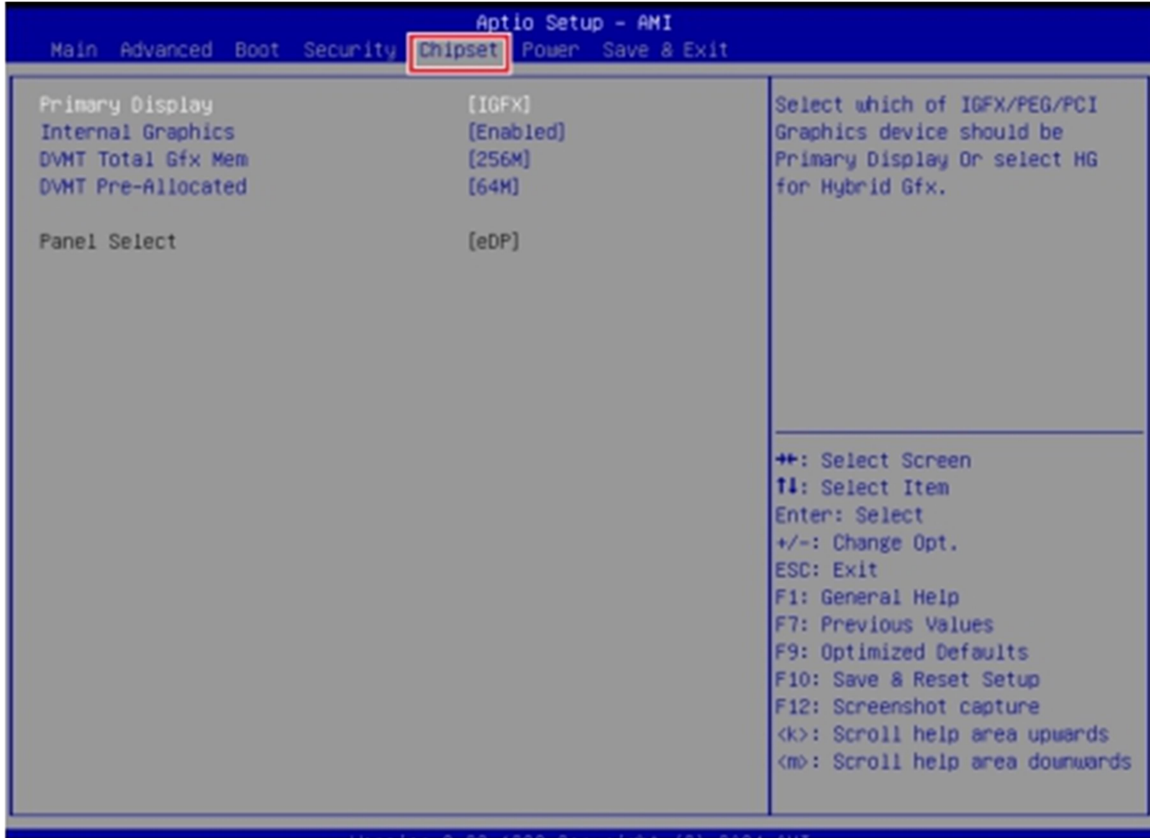 Aptio Setup - AMI
Main Advanced Boot Security Chipset Power Save & Exit
Primary Display [IGFX]
Internal Graphics [Enabled]
DVMT Total Gfx Mem [256M]
DVMT Pre-Allocated [64M]
Panel Select [eDP]
Select which of IGFX/PEG/PCI
Graphics device should be
Primary Display Or select HG
for Hybrid Gfx.
→←: Select Screen
↑↓: Select Item
Enter: Select
+/-: Change Opt.
ESC: Exit
F1: General Help
F7: Previous Values
F9: Optimized Defaults
F10: Save & Reset Setup
F12: Screenshot capture
<k>: Scroll help area upwards
<m>: Scroll help area downwards